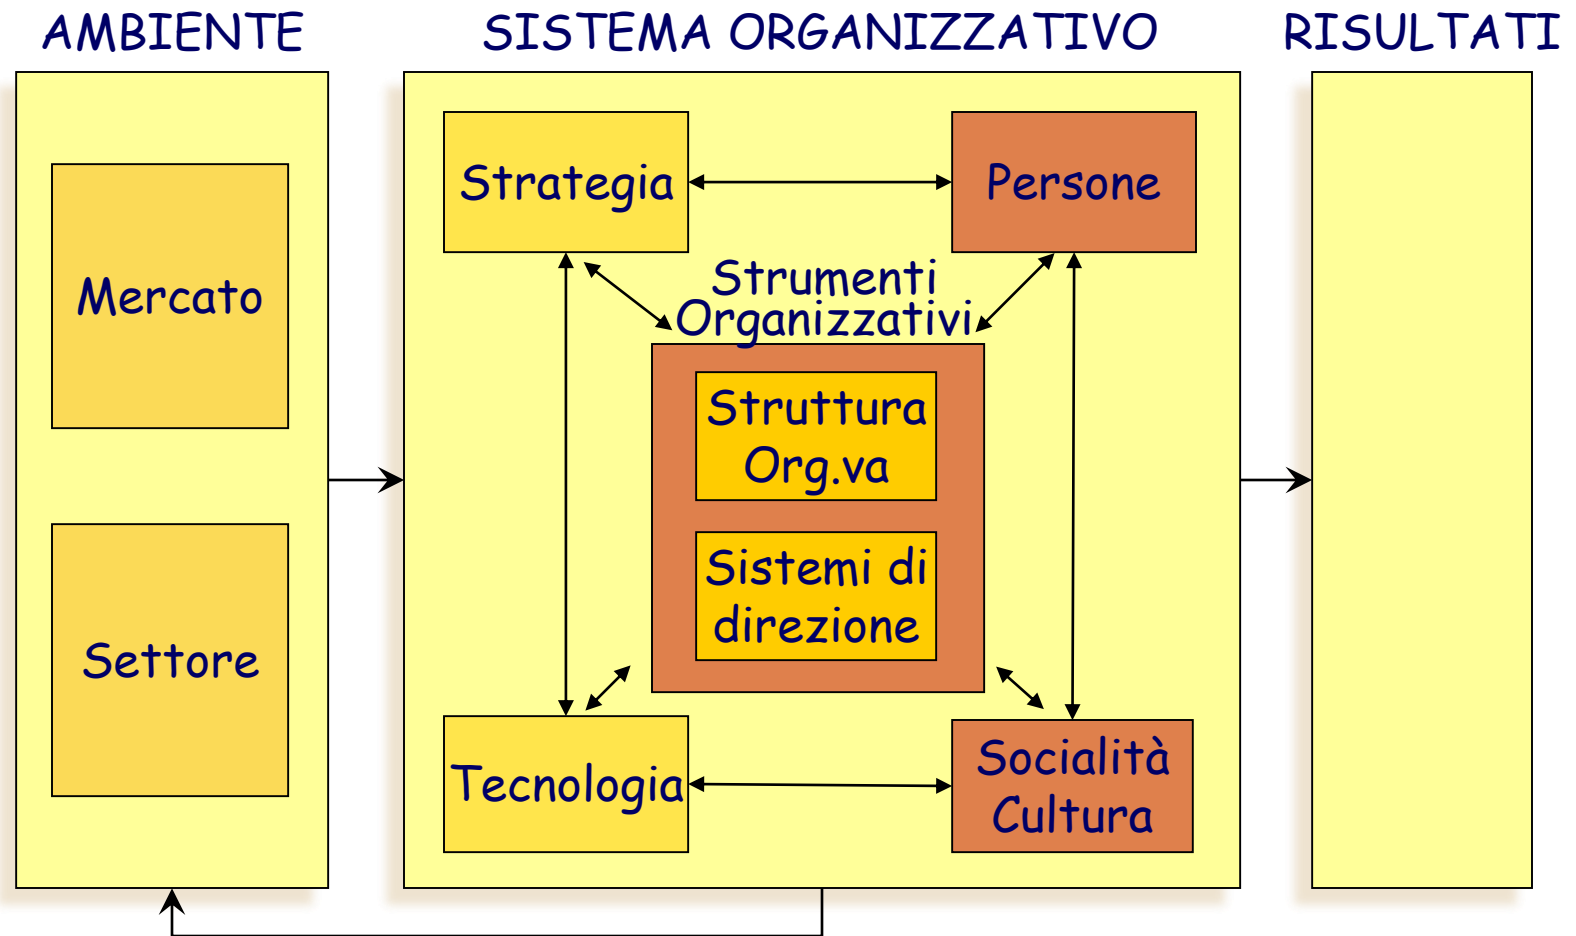 AMBIENTE
SISTEMA ORGANIZZATIVO
RISULTATI
Mercato
Settore
Strategia
Persone
Strumenti
Organizzativi
Struttura
Org.va
Sistemi di
direzione
Tecnologia
Socialità
Cultura